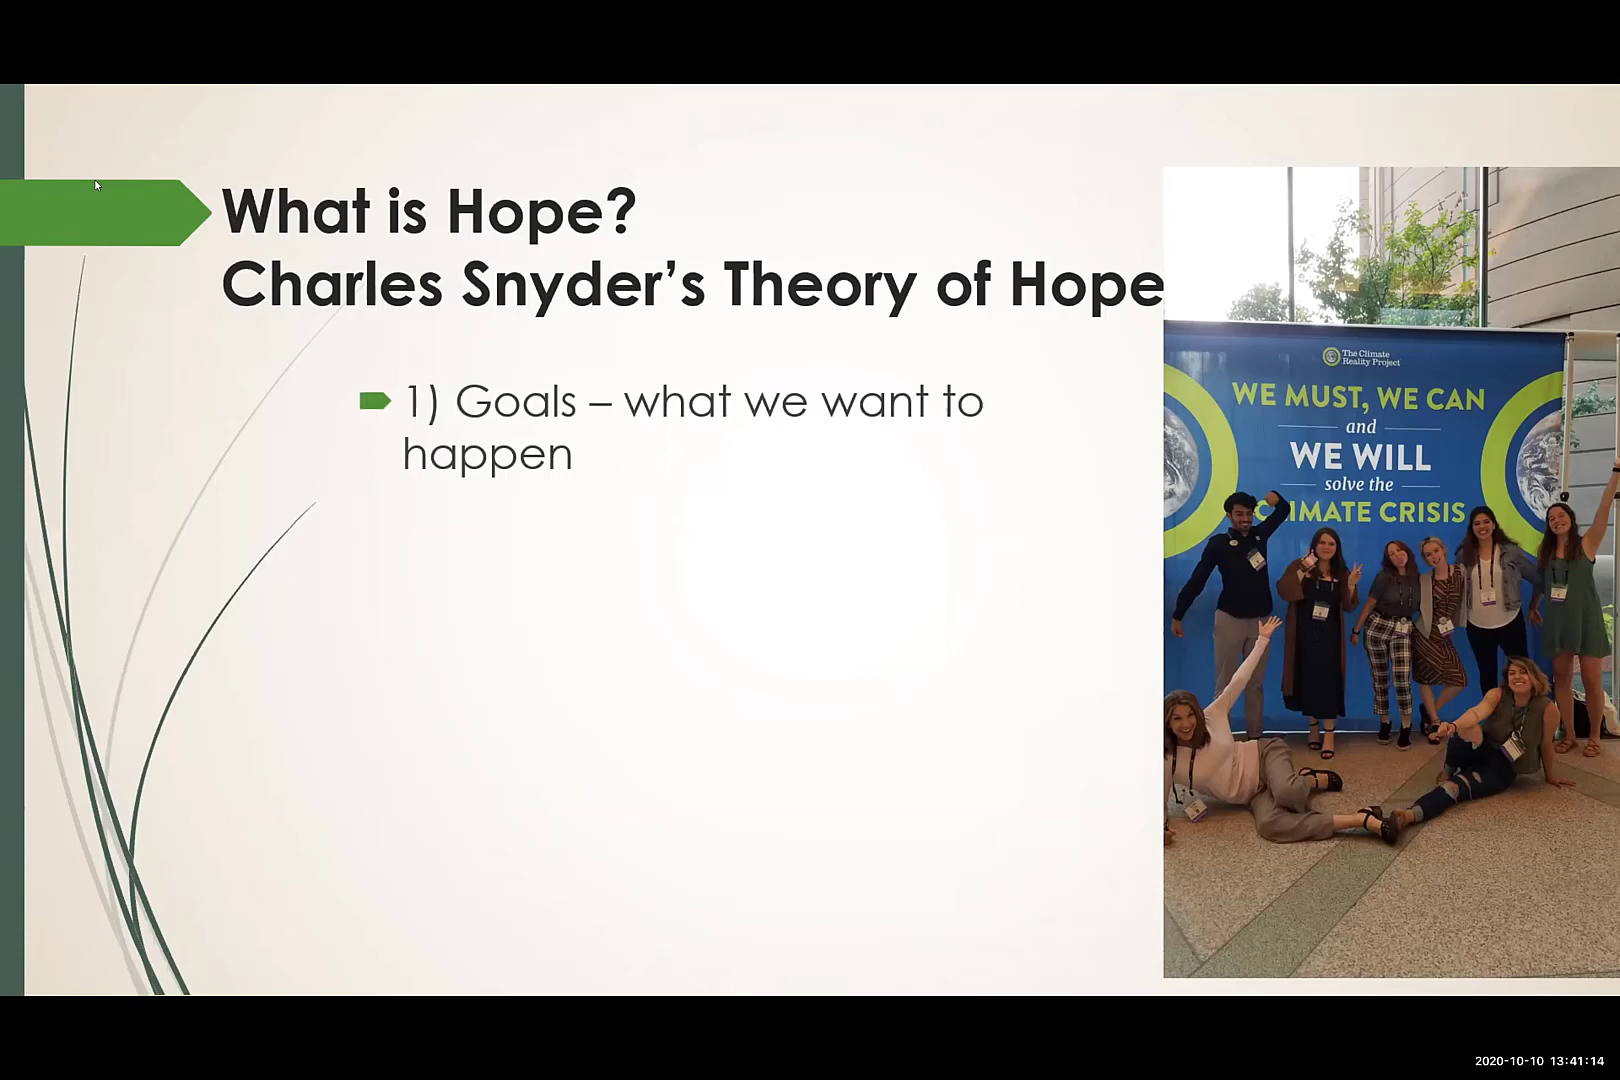 What is Hope?
Charles Snyder's Theory of Hope
1) Goals – what we want to
happen
The Climate
Reality Project
WE MUST, WE CAN
and
WE WILL
solve the
CLIMATE CRISIS
2020-10-10 13:41:14